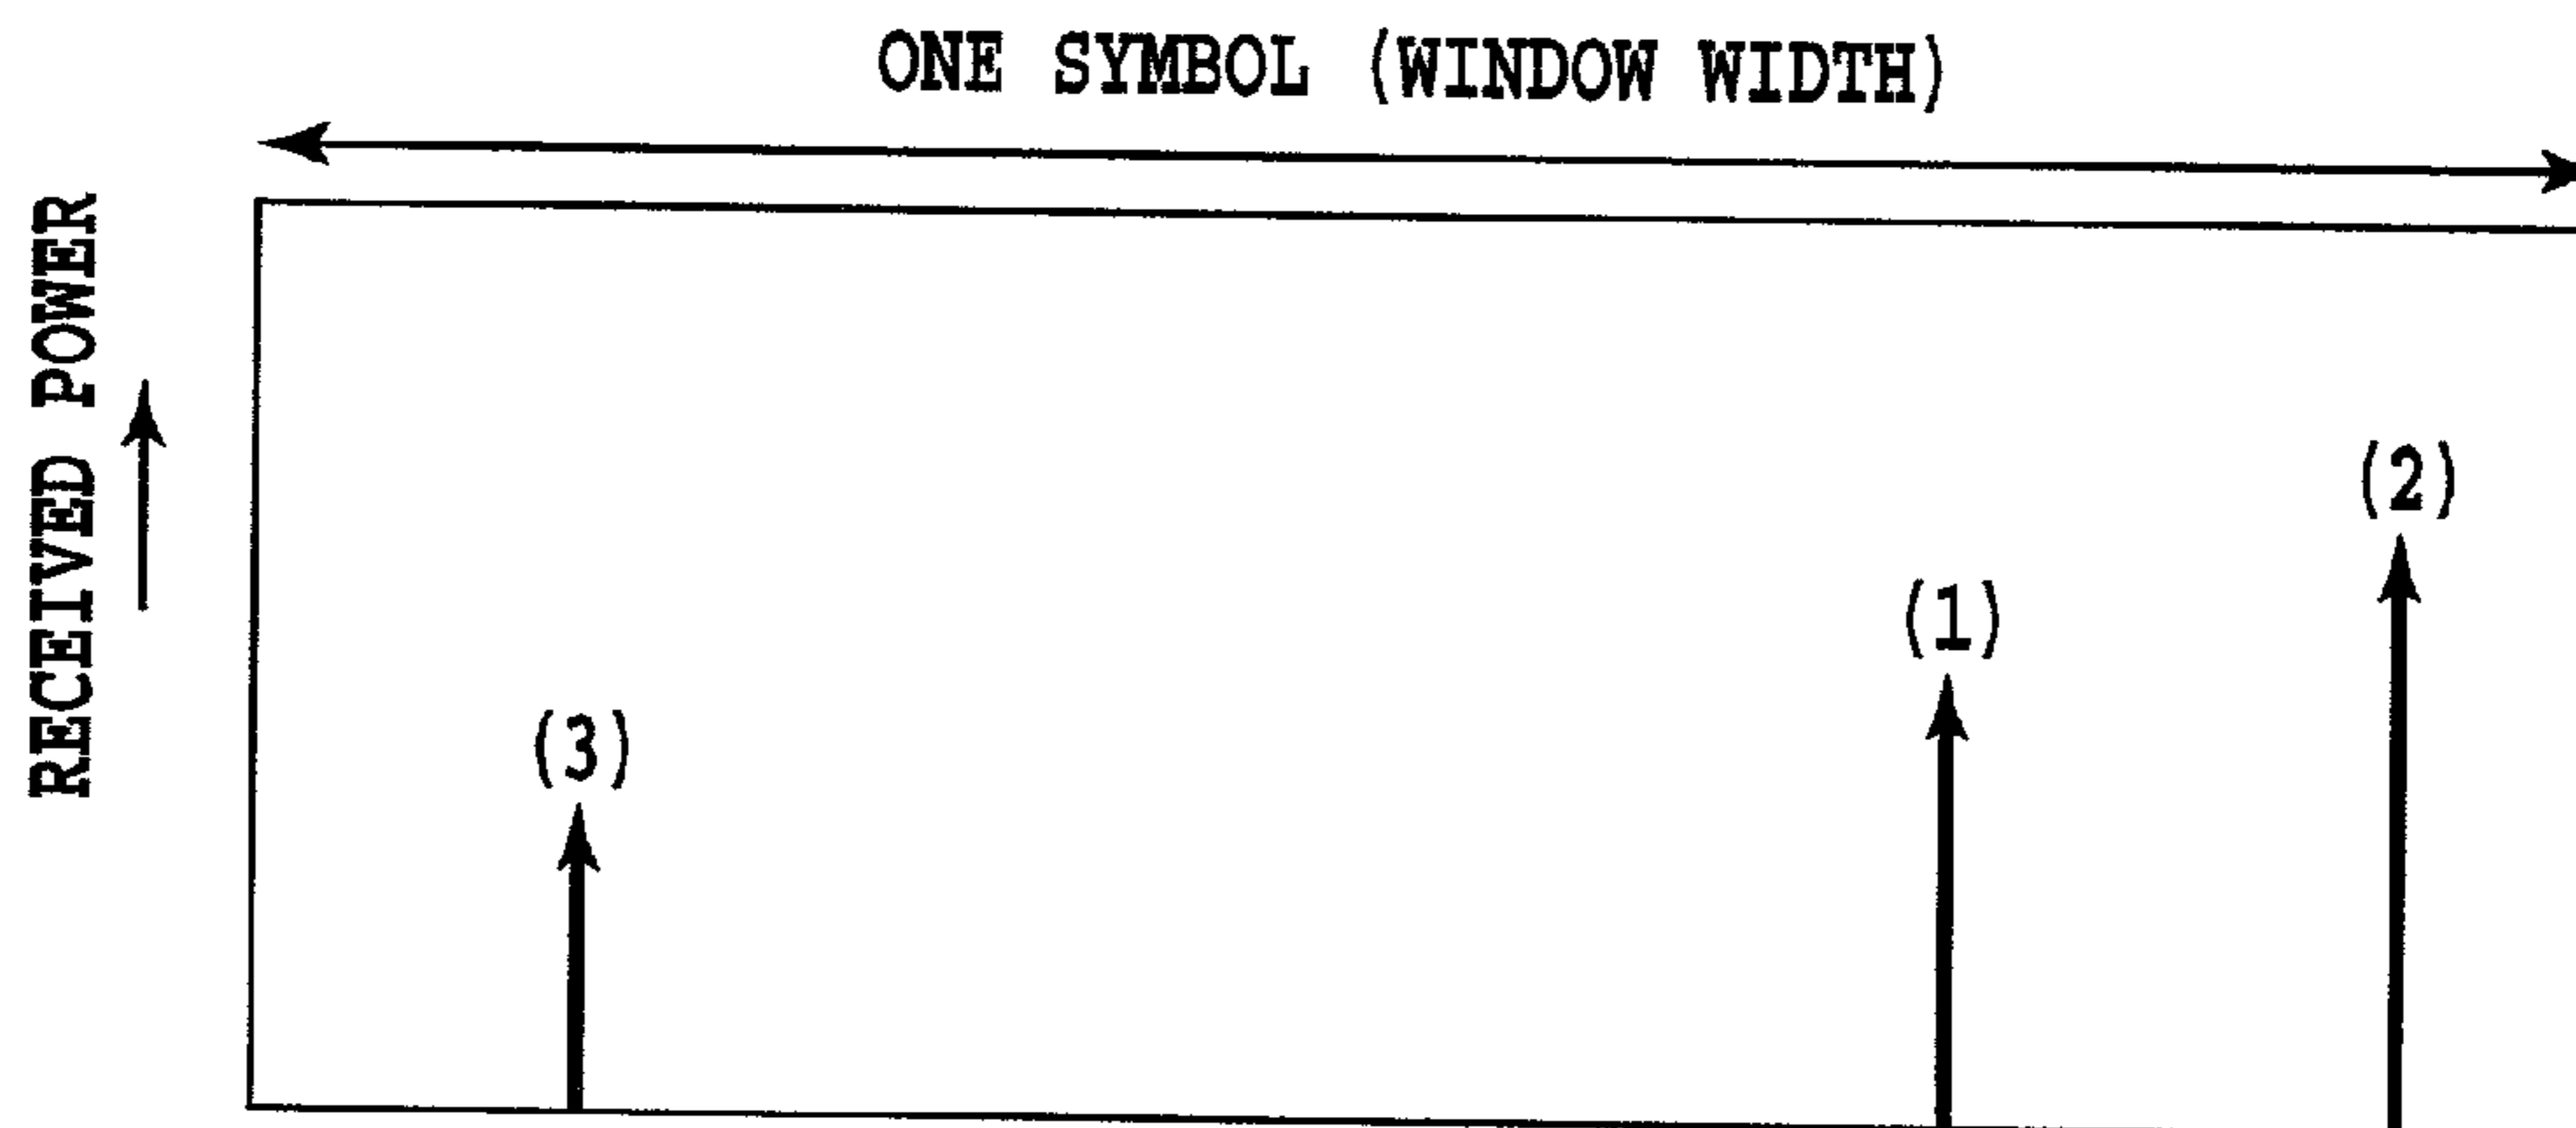 ONE SYMBOL (WINDOW WIDTH)
RECEIVED POWER
(2)
(1)
(3)